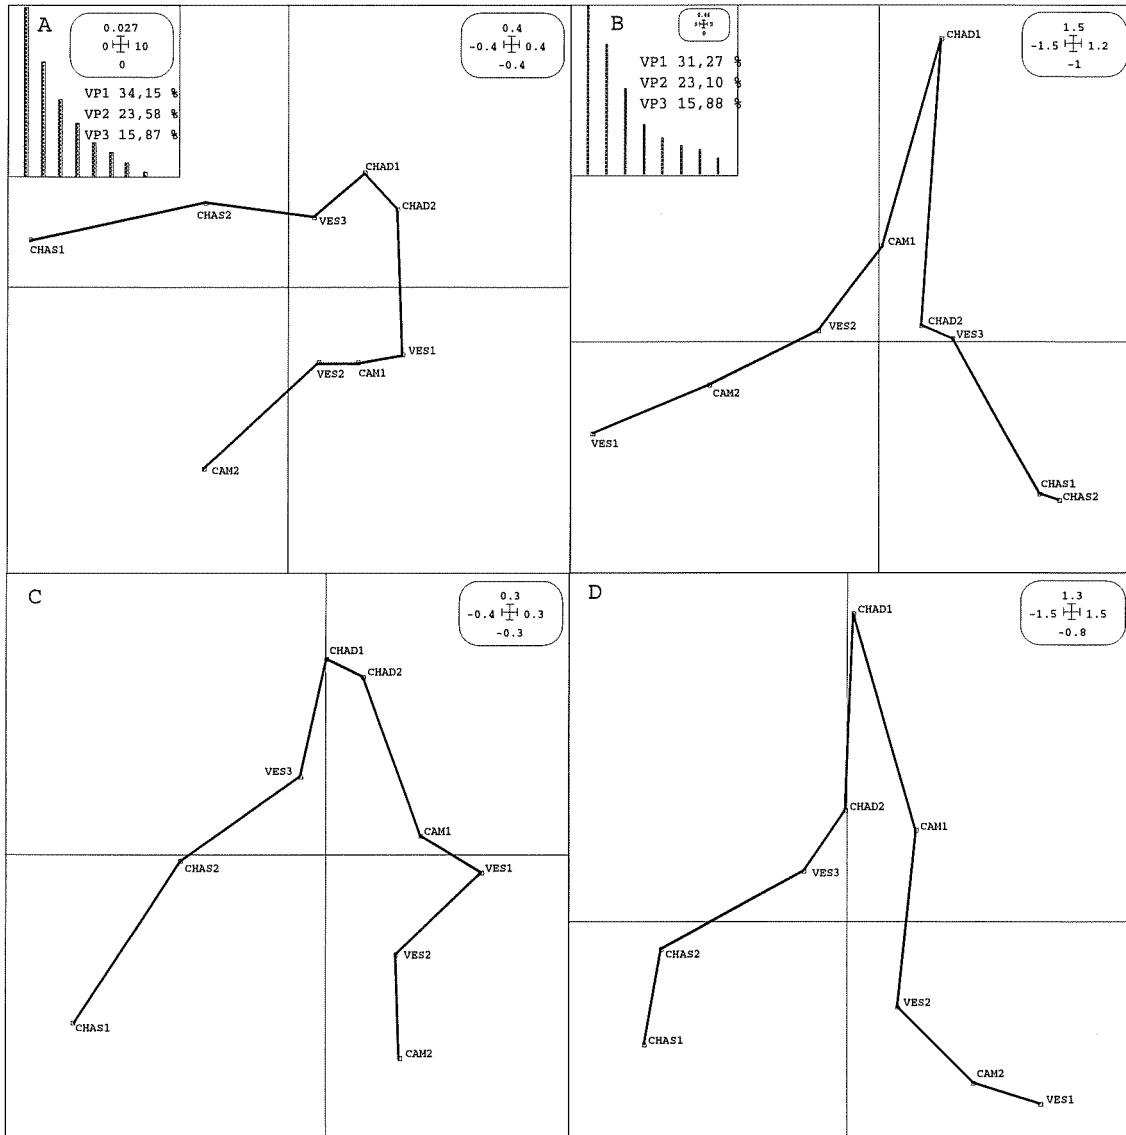 A
0.027
0 10
0
VP1 34,15 %
VP2 23,58 %
VP3 15,87 %
0.4
-0.4 0.4
-0.4
CHAD1
CHAD2
CHAS2
VES3
CHAS1
VES1
VES2
CAM1
CAM2
B
0
VP1 31,27 %
VP2 23,10 %
VP3 15,88 %
1.5
-1.5 1.2
-1
CHAD1
CAM1
CHAD2
VES2
VES3
CAM2
VES1
CHAS1
CHAS2
C
0.3
-0.4 0.3
-0.3
CHAD1
CHAD2
VES3
CAM1
CHAS2
VES1
VES2
CHAS1
CAM2
D
1.3
-1.5 1.5
-0.8
CHAD1
CHAD2
CAM1
VES3
CHAS2
VES2
CHAS1
CAM2
VES1